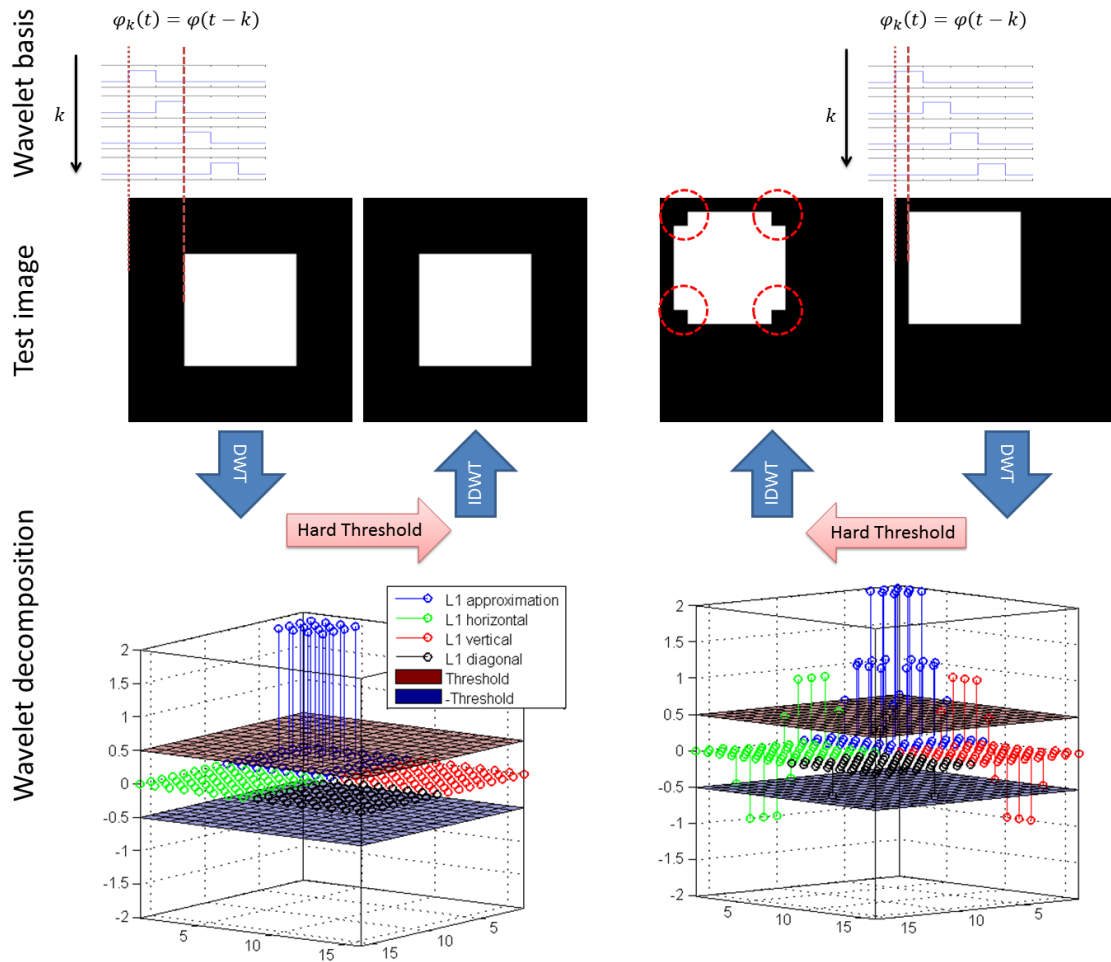 φₖ(t) = φ(t − k)
φₖ(t) = φ(t − k)
Wavelet basis
k
k
Test image
DWT
IDWT
IDWT
DWT
Hard Threshold
Hard Threshold
Wavelet decomposition
L1 approximation
L1 horizontal
L1 vertical
L1 diagonal
Threshold
-Threshold
2
1.5
1
0.5
0
-0.5
-1
-1.5
-2
5
10
15
15
10
5
2
1.5
1
0.5
0
-0.5
-1
-1.5
-2
5
10
15
15
10
5